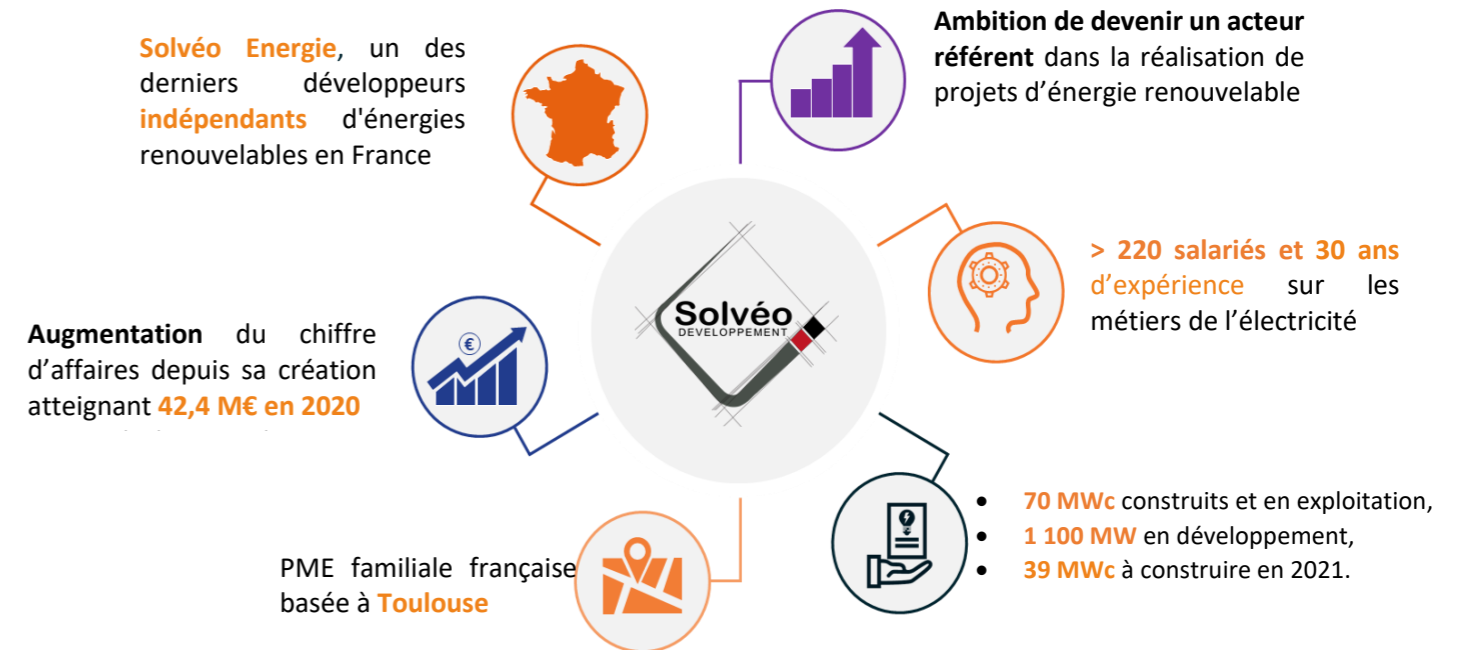 Solvéo Energie, un des
derniers développeurs
indépendants d'énergies
renouvelables en France
Ambition de devenir un acteur
référent dans la réalisation de
projets d’énergie renouvelable
> 220 salariés et 30 ans
d’expérience sur les
métiers de l’électricité
Solvéo
DEVELOPPEMENT
Augmentation du chiffre
d’affaires depuis sa création
atteignant 42,4 M€ en 2020
€
• 70 MWc construits et en exploitation,
• 1 100 MW en développement,
• 39 MWc à construire en 2021.
PME familiale française
basée à Toulouse